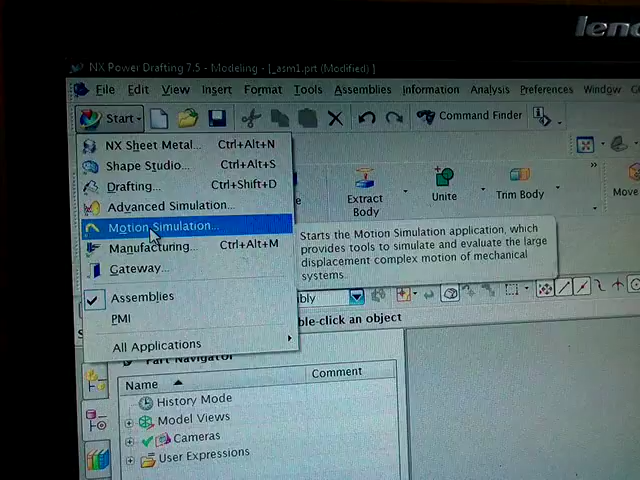 leno
NX Power Drafting 7.5 - Modeling - [_asm1.prt (Modified) ]
File Edit View Insert Format Tools Assemblies Information Analysis Preferences Window
Start Command Finder
NX Sheet Metal... Ctrl+Alt+N
Shape Studio... Ctrl+Alt+S
Drafting... Ctrl+Shift+D
Advanced Simulation...
Motion Simulation...
Manufacturing... Ctrl+Alt+M
Gateway...
Assemblies
PMI
All Applications
Extract Body
Unite
Trim Body
Move
Starts the Motion Simulation application, which
provides tools to simulate and evaluate the large
displacement complex motion of mechanical
systems.
bly
ble-click an object
Part Navigator
Name Comment
History Mode
Model Views
Cameras
User Expressions